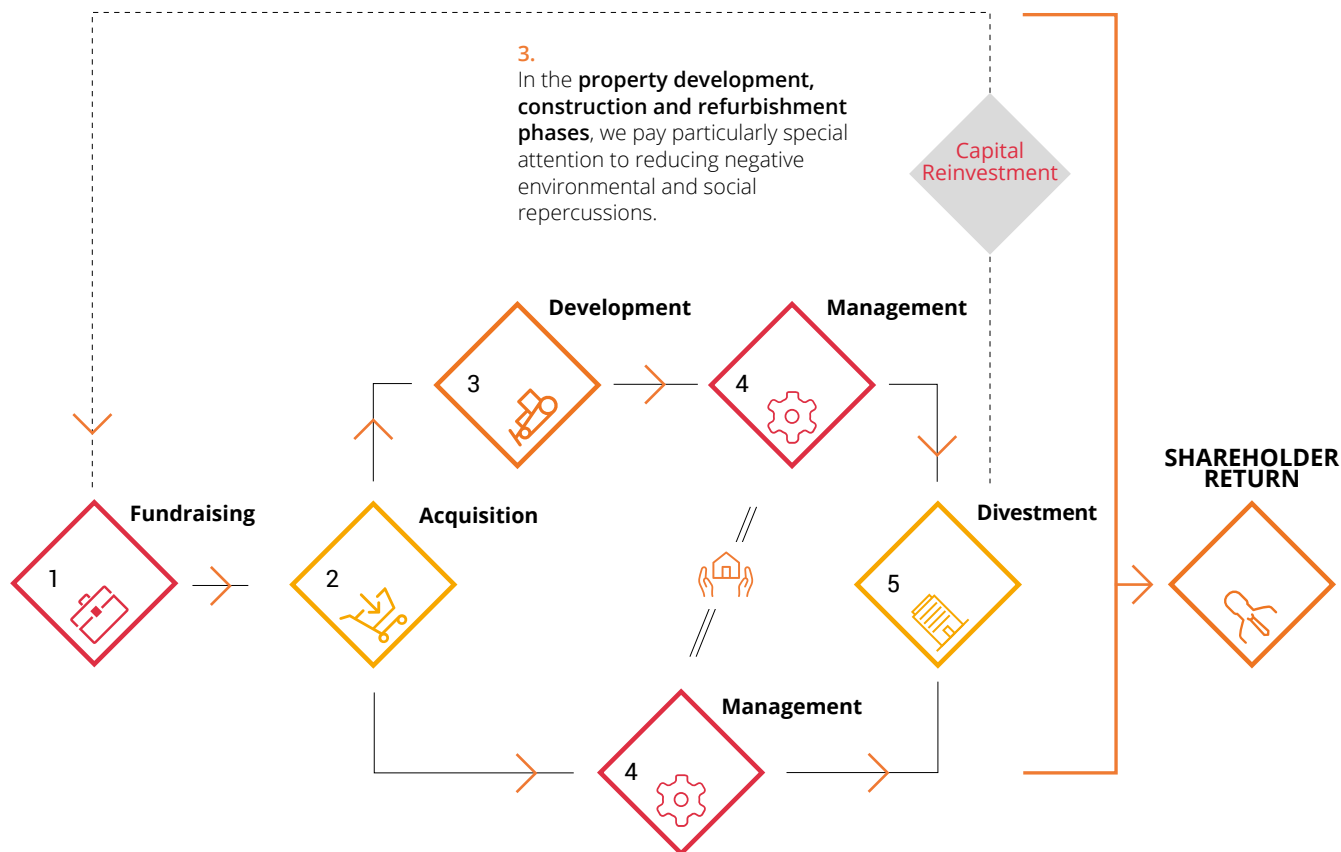 3.
In the property development,
construction and refurbishment
phases, we pay particularly special
attention to reducing negative
environmental and social
repercussions.
Capital
Reinvestment
Development
3
Management
4
SHAREHOLDER
RETURN
Fundraising
1
Acquisition
2
Divestment
5
Management
4